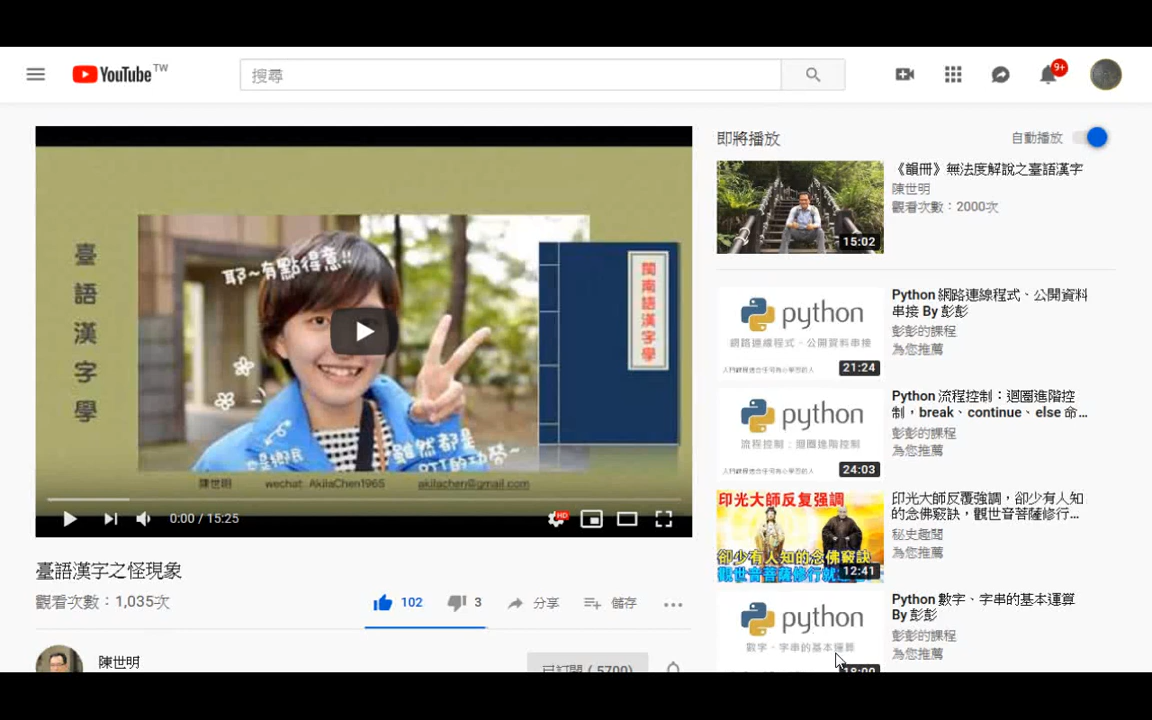 YouTube TW
搜尋
9+
臺語漢字學
耶~有點得意!!
閩南語漢字學
雖然都是
PTT的功勞~
陳世明 wechat: AkilaChen1965 akilachen@gmail.com
0:00 / 15:25
HD
臺語漢字之怪現象
觀看次數：1,035次
102 3 分享 儲存
陳世明
已訂閱 ( 5700)
即將播放
自動播放
15:02
《韻冊》無法度解說之臺語漢字
陳世明
觀看次數：2000次
python
網路連線程式、公開資料串接
21:24
Python 網路連線程式、公開資料
串接 By 彭彭
彭彭的課程
為您推薦
python
流程控制：迴圈進階控制
24:03
Python 流程控制：迴圈進階控
制，break、continue、else 命...
彭彭的課程
為您推薦
印光大師反复强調
卻少有人知的念佛竅訣
12:41
印光大師反覆強調，卻少有人知
的念佛竅訣，觀世音菩薩修行...
秘史趣聞
為您推薦
python
數字、字串的基本運算
18:00
Python 數字、字串的基本運算
By 彭彭
彭彭的課程
為您推薦